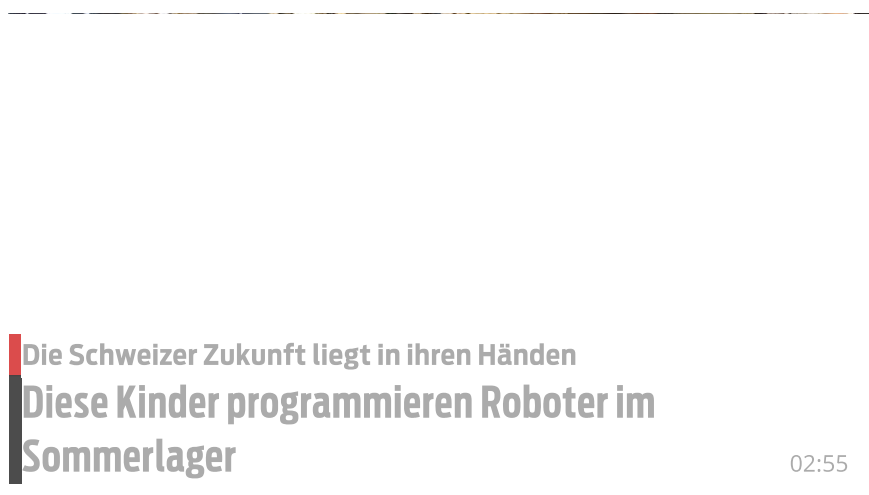 Die Schweizer Zukunft liegt in ihren Händen
Diese Kinder programmieren Roboter im
Sommerlager
02:55